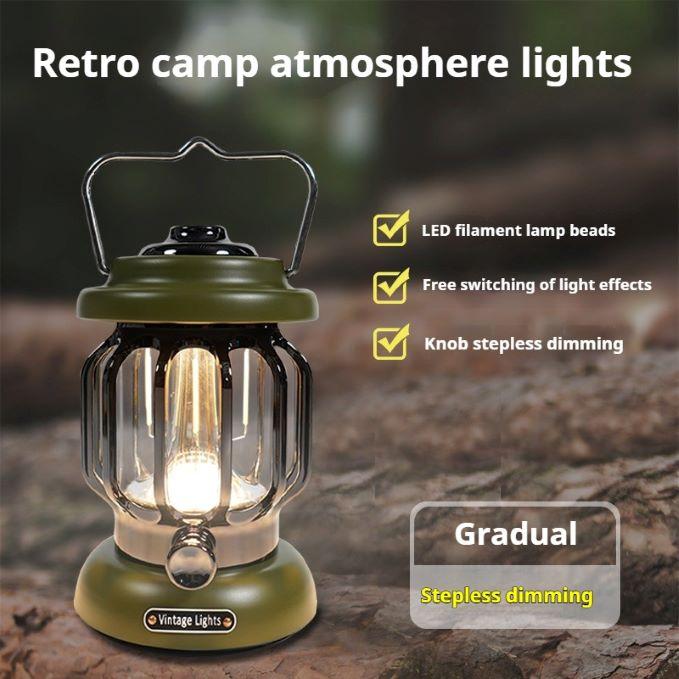 Retro camp atmosphere lights
LED filament lamp beads
Free switching of light effects
Knob stepless dimming
Gradual
Stepless dimming
Vintage Lights